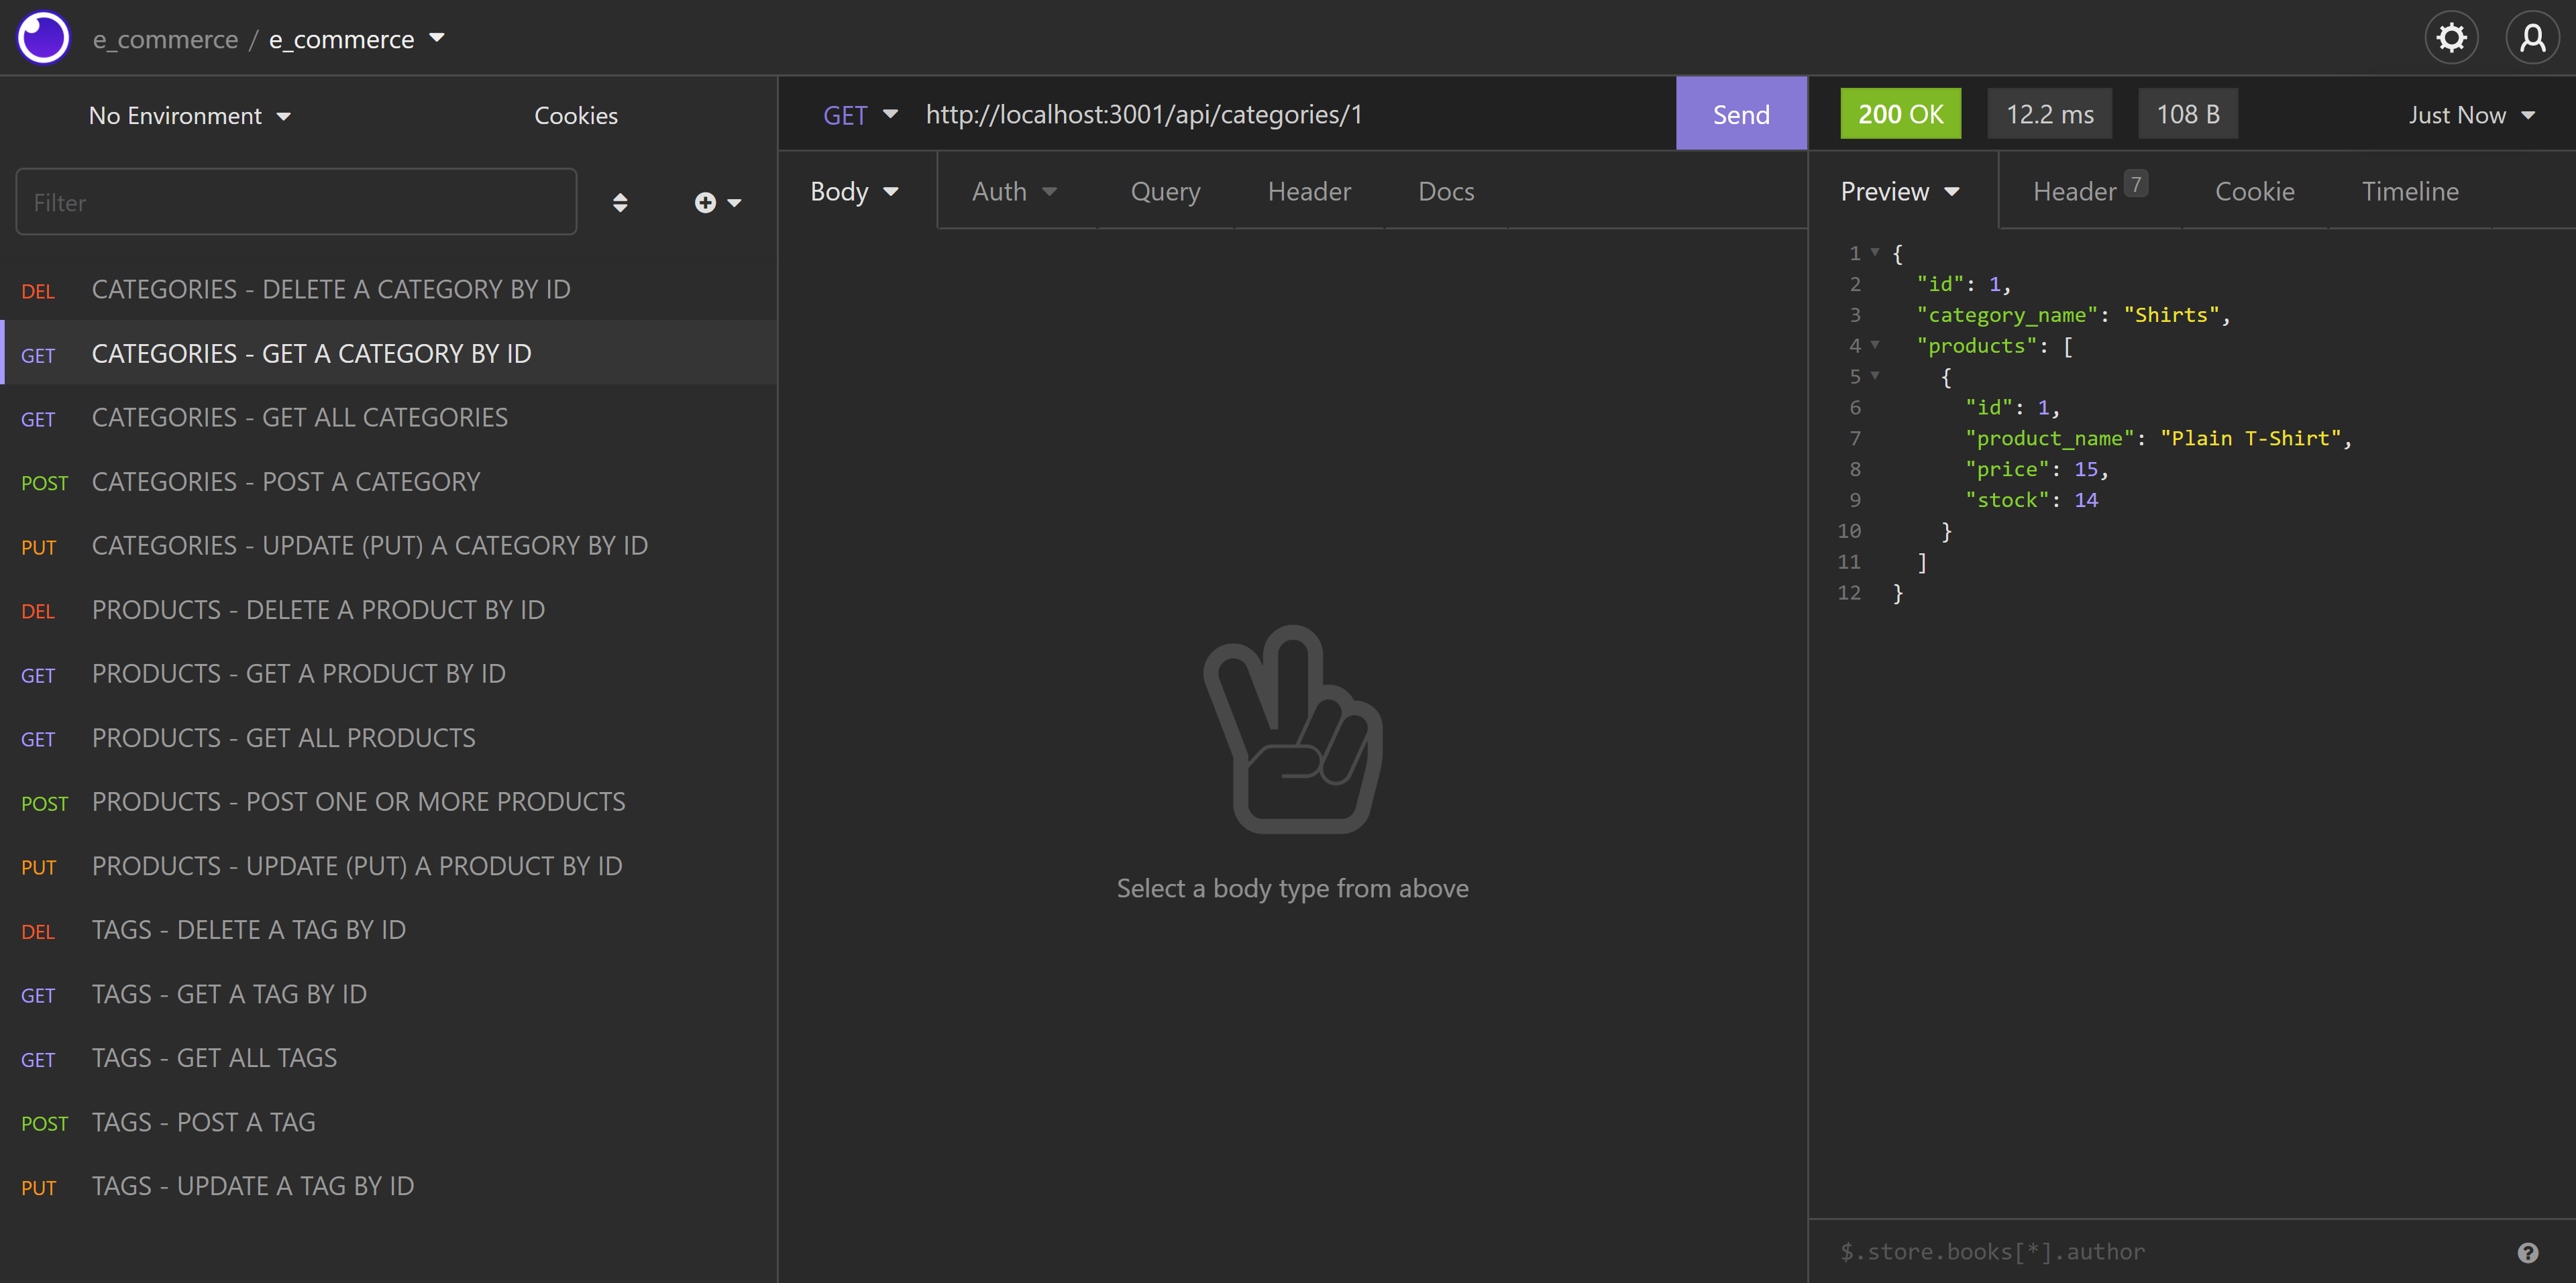 e_commerce / e_commerce
No Environment
Cookies
Filter
DEL CATEGORIES - DELETE A CATEGORY BY ID
GET CATEGORIES - GET A CATEGORY BY ID
GET CATEGORIES - GET ALL CATEGORIES
POST CATEGORIES - POST A CATEGORY
PUT CATEGORIES - UPDATE (PUT) A CATEGORY BY ID
DEL PRODUCTS - DELETE A PRODUCT BY ID
GET PRODUCTS - GET A PRODUCT BY ID
GET PRODUCTS - GET ALL PRODUCTS
POST PRODUCTS - POST ONE OR MORE PRODUCTS
PUT PRODUCTS - UPDATE (PUT) A PRODUCT BY ID
DEL TAGS - DELETE A TAG BY ID
GET TAGS - GET A TAG BY ID
GET TAGS - GET ALL TAGS
POST TAGS - POST A TAG
PUT TAGS - UPDATE A TAG BY ID
GET http://localhost:3001/api/categories/1 Send
Body Auth Query Header Docs
Select a body type from above
200 OK 12.2 ms 108 B Just Now
Preview Header 7 Cookie Timeline
1 {
2 "id": 1,
3 "category_name": "Shirts",
4 "products": [
5 {
6 "id": 1,
7 "product_name": "Plain T-Shirt",
8 "price": 15,
9 "stock": 14
10 }
11 ]
12 }
$.store.books[*].author
?